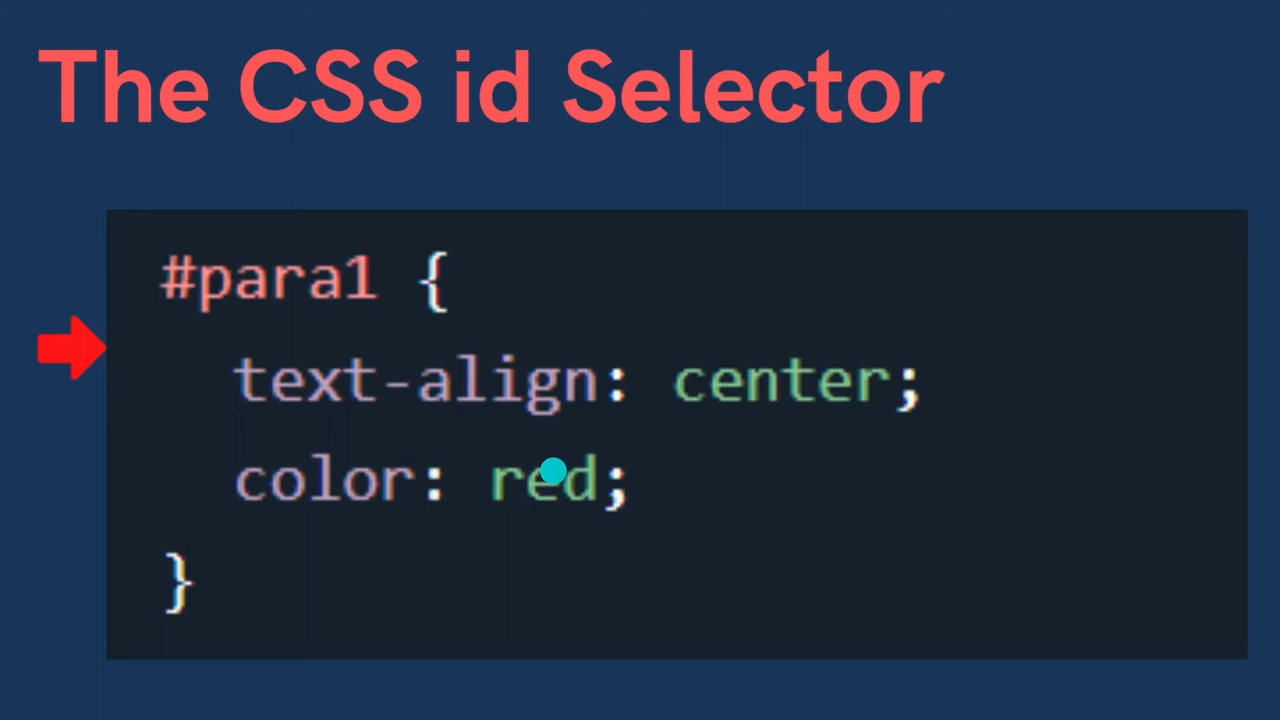 The CSS id Selector
#para1 {
text-align: center;
color: red;
}